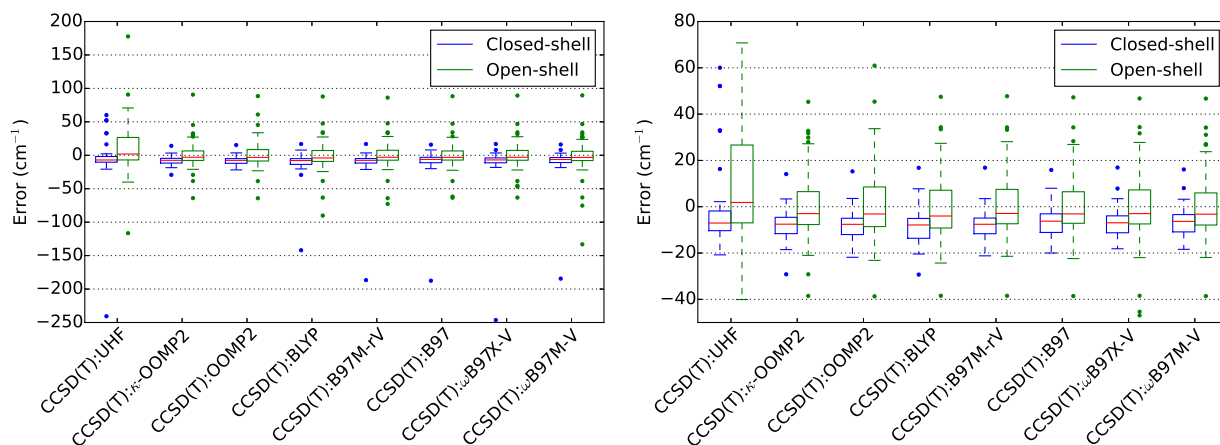 200
150
100
50
0
−50
−100
−150
−200
−250
Error (cm⁻¹)
Closed-shell
Open-shell
CCSD(T):UHF
CCSD(T):κ-OOMP2
CCSD(T):OOMP2
CCSD(T):BLYP
CCSD(T):B97M-rV
CCSD(T):B97
CCSD(T):ωB97X-V
CCSD(T):ωB97M-V
80
60
40
20
0
−20
−40
Error (cm⁻¹)
Closed-shell
Open-shell
CCSD(T):UHF
CCSD(T):κ-OOMP2
CCSD(T):OOMP2
CCSD(T):BLYP
CCSD(T):B97M-rV
CCSD(T):B97
CCSD(T):ωB97X-V
CCSD(T):ωB97M-V